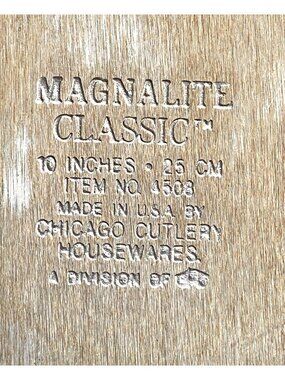 MAGNALITE
CLASSIC™
10 INCHES • 25 CM
ITEM NO. 4503
MADE IN U.S.A. BY
CHICAGO CUTLERY
HOUSEWARES.
A DIVISION OF